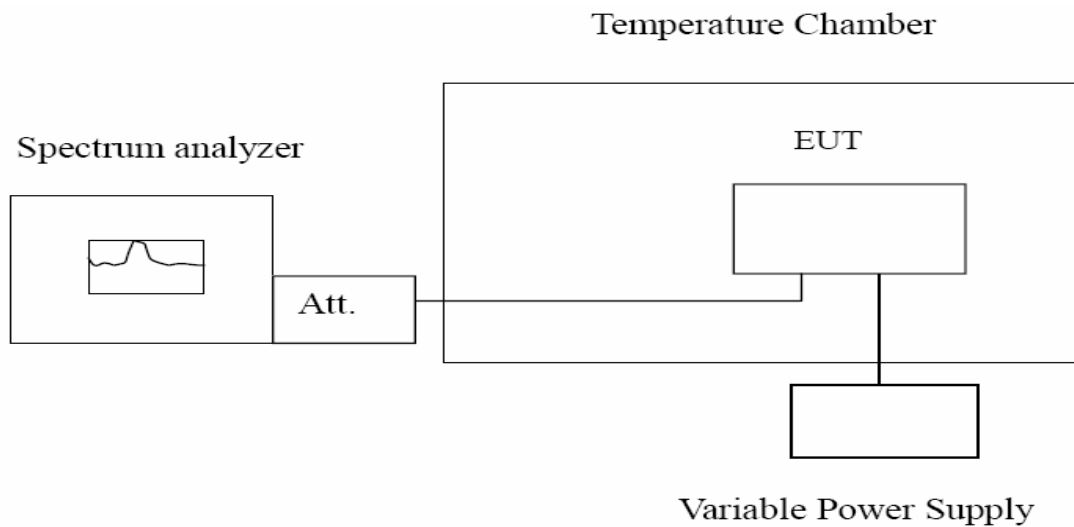 Temperature Chamber
Spectrum analyzer
EUT
Att.
Variable Power Supply